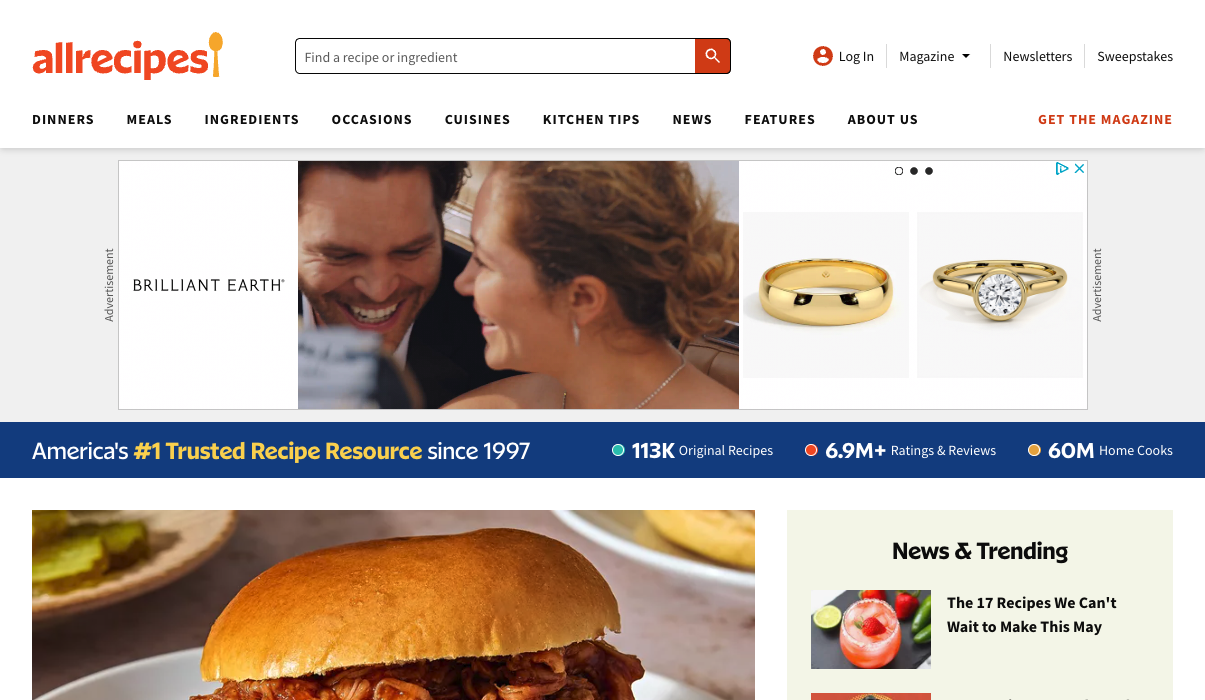 allrecipes
Find a recipe or ingredient
Log In
Magazine
Newsletters
Sweepstakes
DINNERS
MEALS
INGREDIENTS
OCCASIONS
CUISINES
KITCHEN TIPS
NEWS
FEATURES
ABOUT US
GET THE MAGAZINE
Advertisement
BRILLIANT EARTH®
Advertisement
America's #1 Trusted Recipe Resource since 1997
113K Original Recipes
6.9M+ Ratings & Reviews
60M Home Cooks
News & Trending
The 17 Recipes We Can't
Wait to Make This May